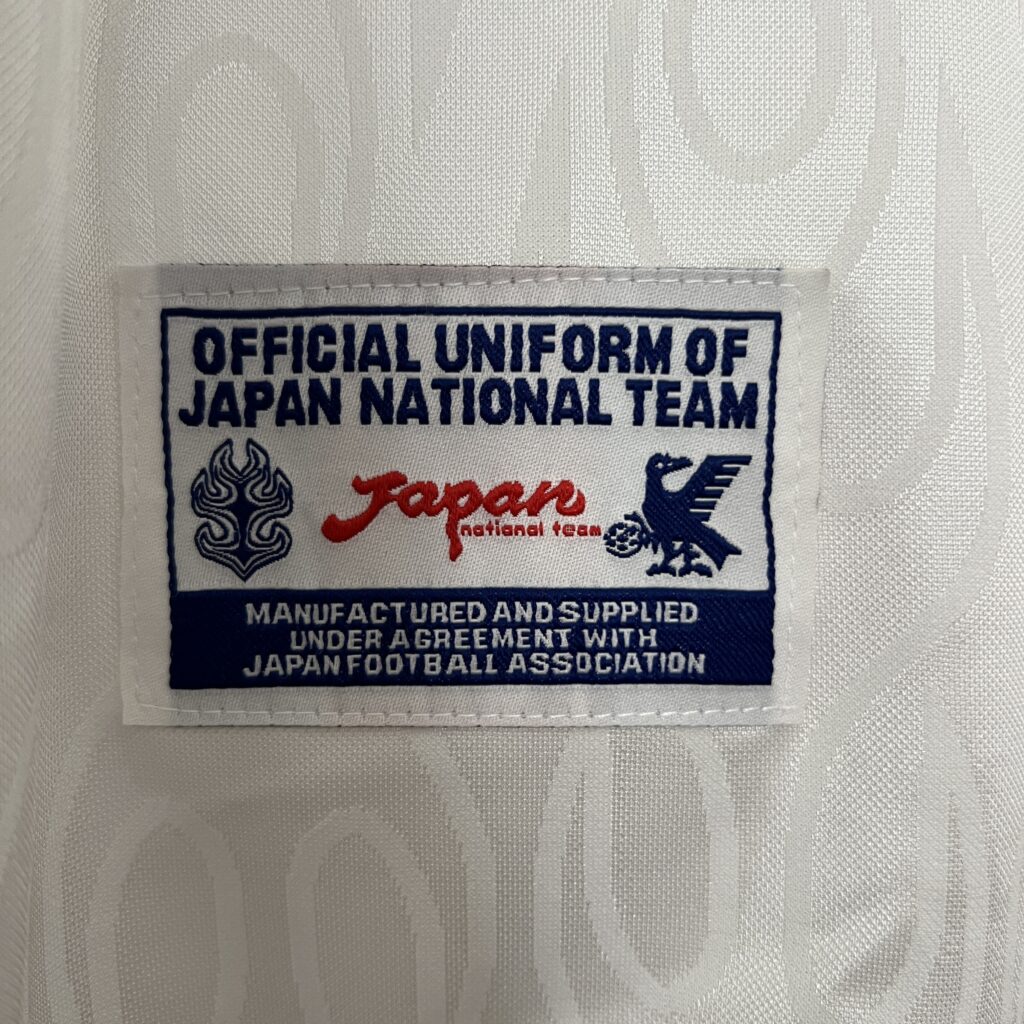 OFFICIAL UNIFORM OF
JAPAN NATIONAL TEAM
Japan
national team
MANUFACTURED AND SUPPLIED
UNDER AGREEMENT WITH
JAPAN FOOTBALL ASSOCIATION